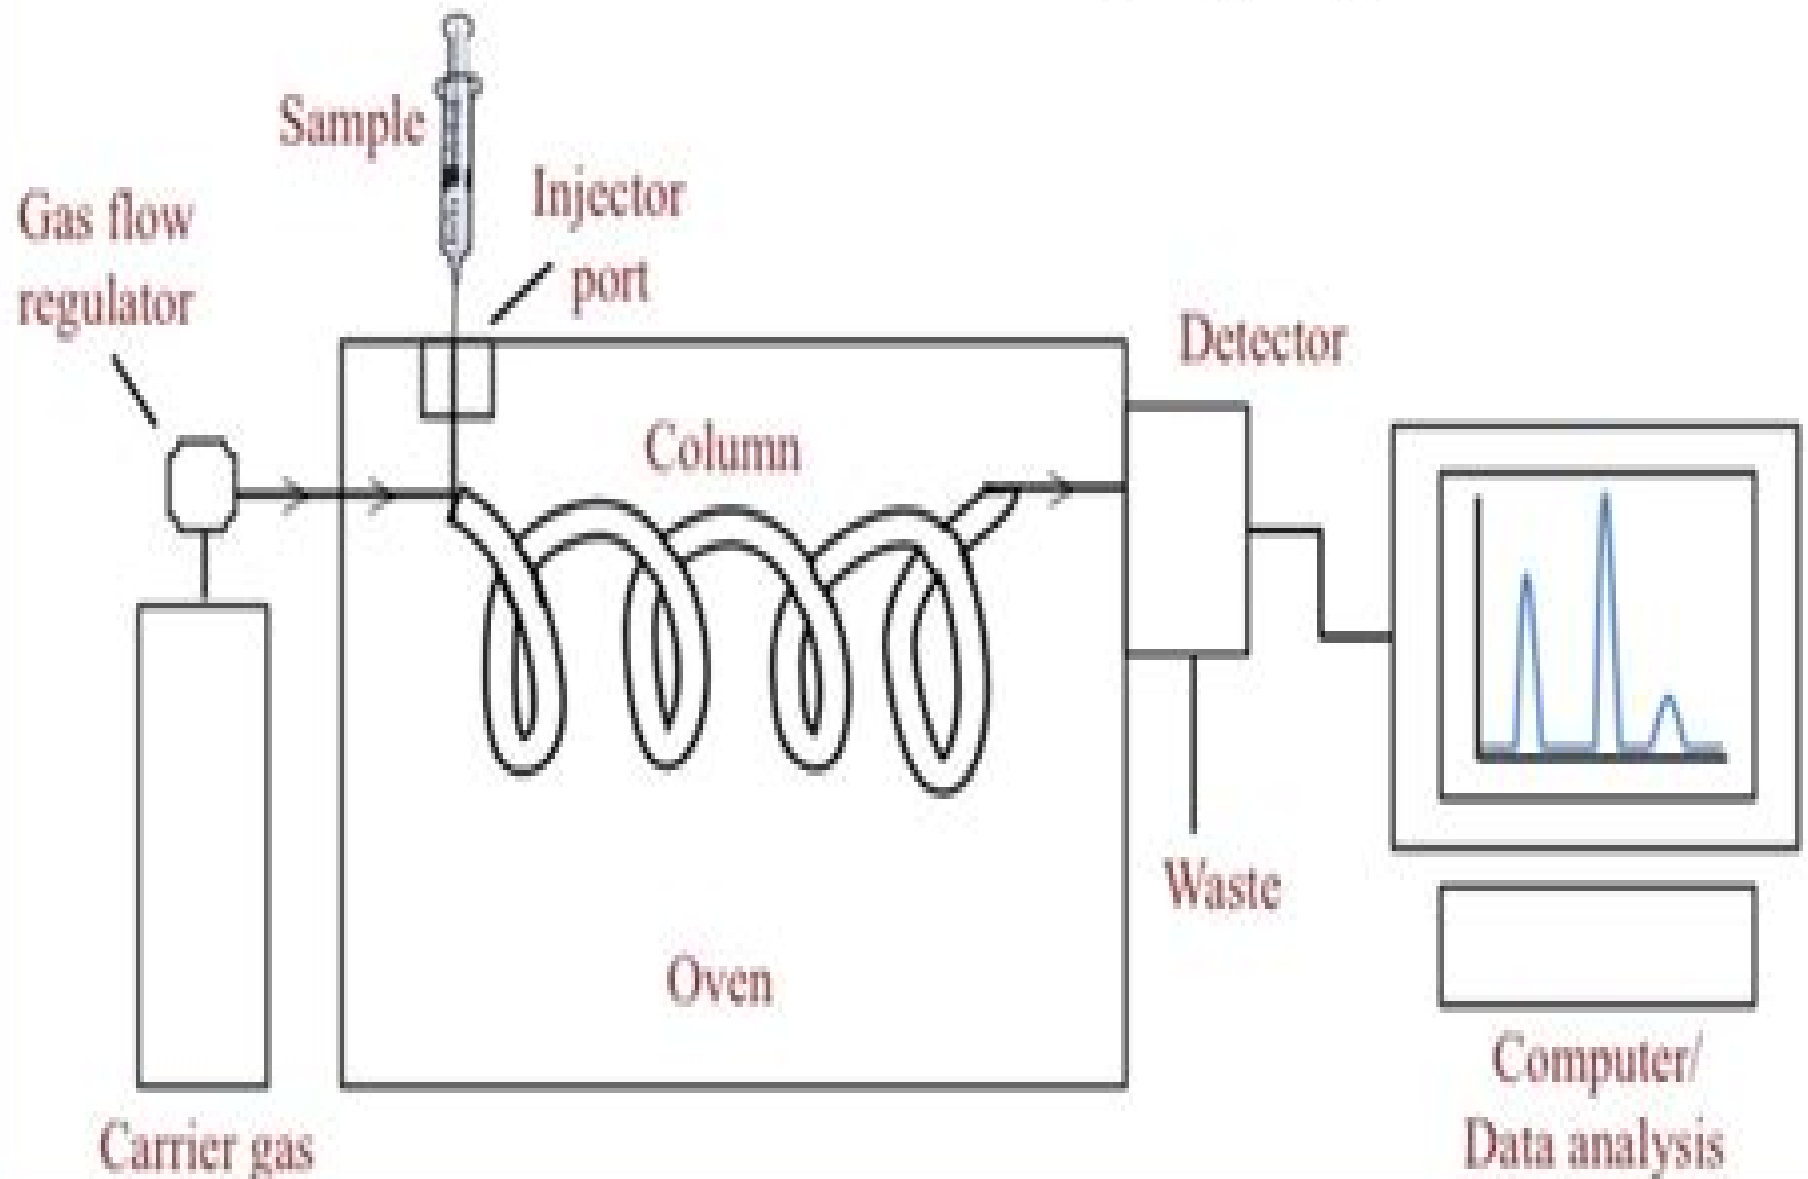 Sample
Injector
port
Gas flow
regulator
Detector
Column
Waste
Oven
Computer/
Data analysis
Carrier gas